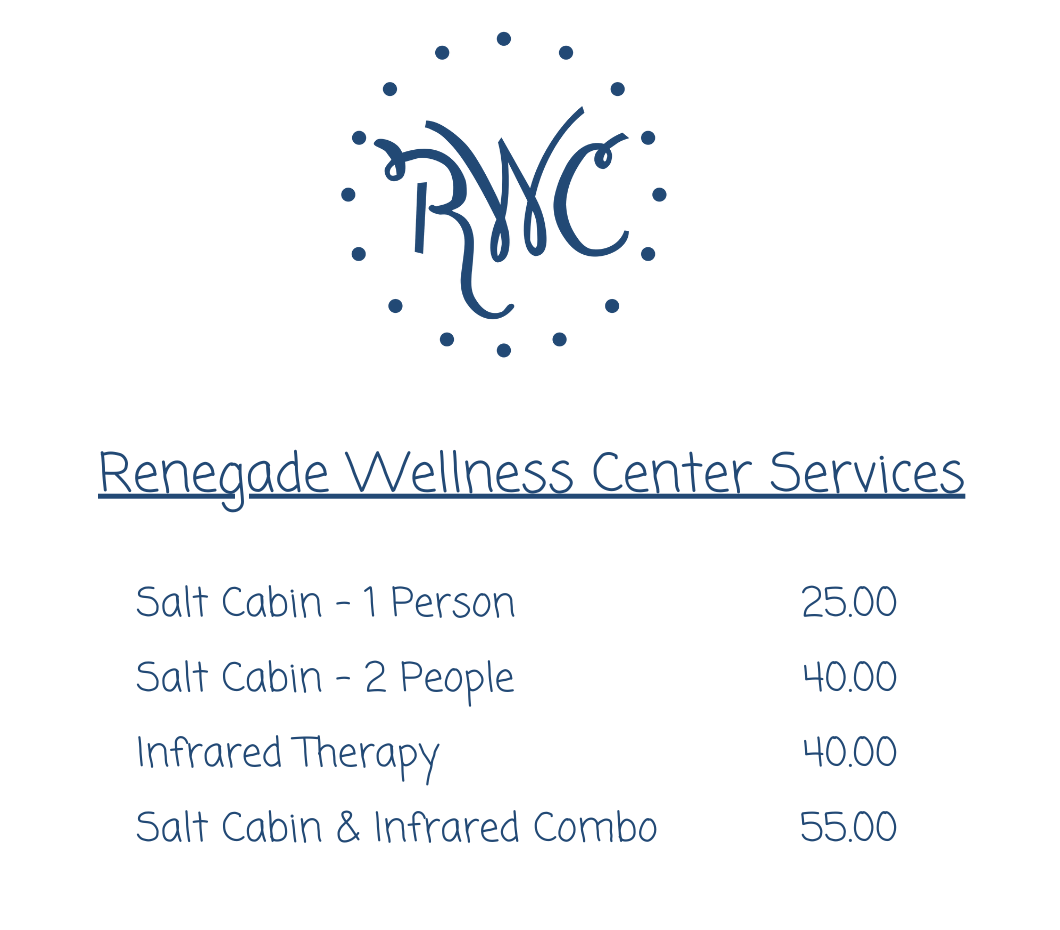 RWC
Renegade Wellness Center Services
Salt Cabin - 1 Person 25.00
Salt Cabin - 2 People 40.00
Infrared Therapy 40.00
Salt Cabin & Infrared Combo 55.00